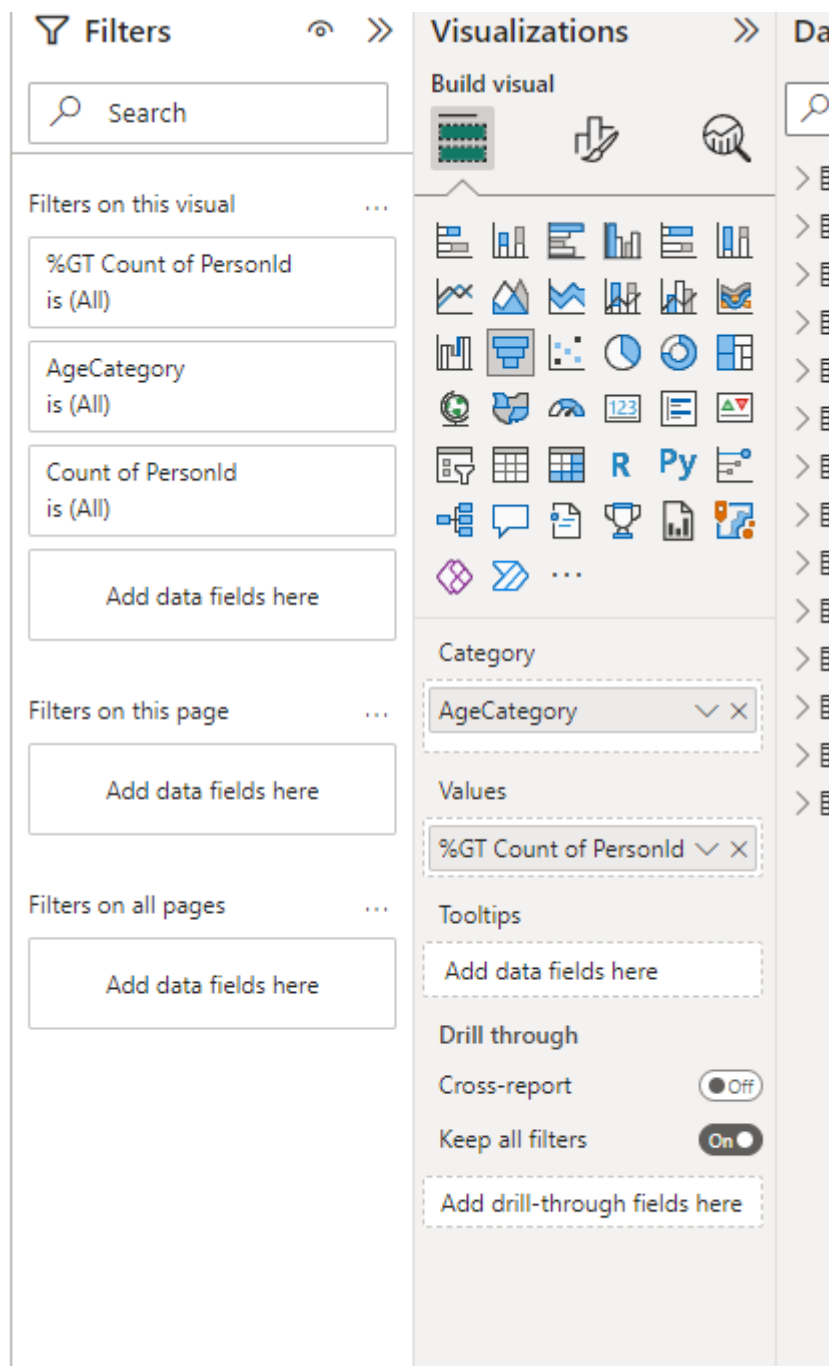 Filters
Search
Filters on this visual
%GT Count of PersonId
is (All)
AgeCategory
is (All)
Count of PersonId
is (All)
Add data fields here
Filters on this page
Add data fields here
Filters on all pages
Add data fields here
Visualizations
Build visual
123
R
Py
Category
AgeCategory
Values
%GT Count of PersonId
Tooltips
Add data fields here
Drill through
Cross-report
Off
Keep all filters
On
Add drill-through fields here
Da